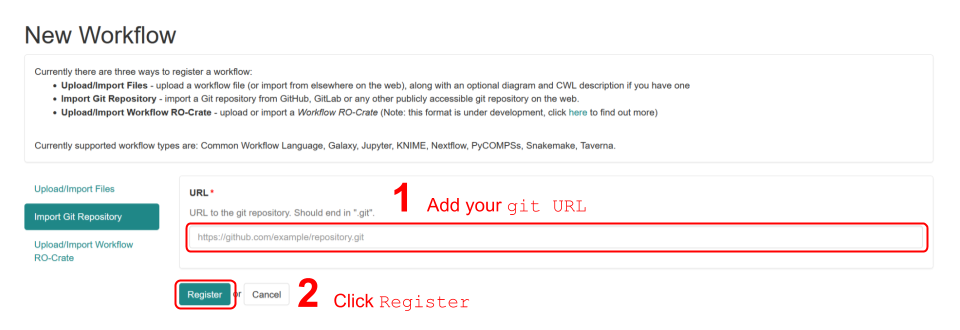 New Workflow
Currently there are three ways to register a workflow:
• Upload/Import Files - upload a workflow file (or import from elsewhere on the web), along with an optional diagram and CWL description if you have one
• Import Git Repository - import a Git repository from GitHub, GitLab or any other publicly accessible git repository on the web.
• Upload/Import Workflow RO-Crate - upload or import a Workflow RO-Crate (Note: this format is under development, click here to find out more)
Currently supported workflow types are: Common Workflow Language, Galaxy, Jupyter, KNIME, Nextflow, PyCOMPSs, Snakemake, Taverna.
Upload/Import Files
Import Git Repository
Upload/Import Workflow
RO-Crate
URL *
URL to the git repository. Should end in ".git".
1 Add your git URL
https://github.com/example/repository.git
Register or Cancel
2 Click Register